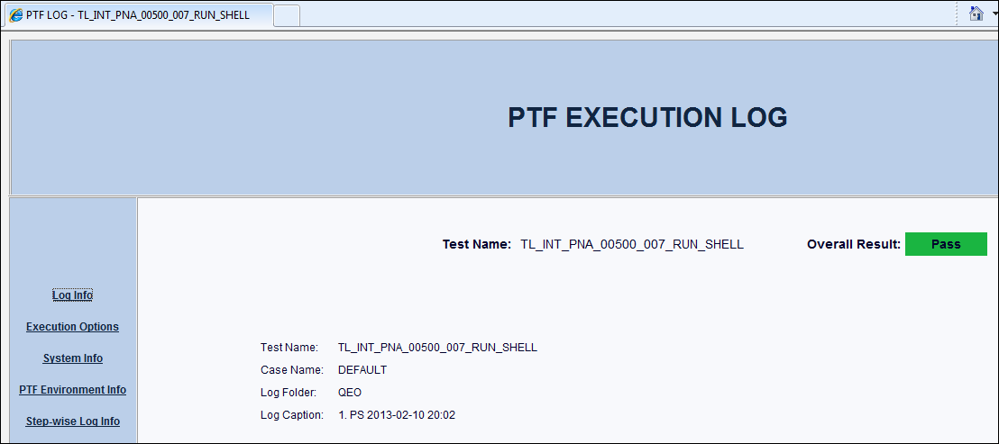 PTF LOG - TL_INT_PNA_00500_007_RUN_SHELL
PTF EXECUTION LOG
Test Name: TL_INT_PNA_00500_007_RUN_SHELL Overall Result: Pass
Log Info
Execution Options
System Info
PTF Environment Info
Step-wise Log Info
Test Name: TL_INT_PNA_00500_007_RUN_SHELL
Case Name: DEFAULT
Log Folder: QEO
Log Caption: 1. PS 2013-02-10 20:02